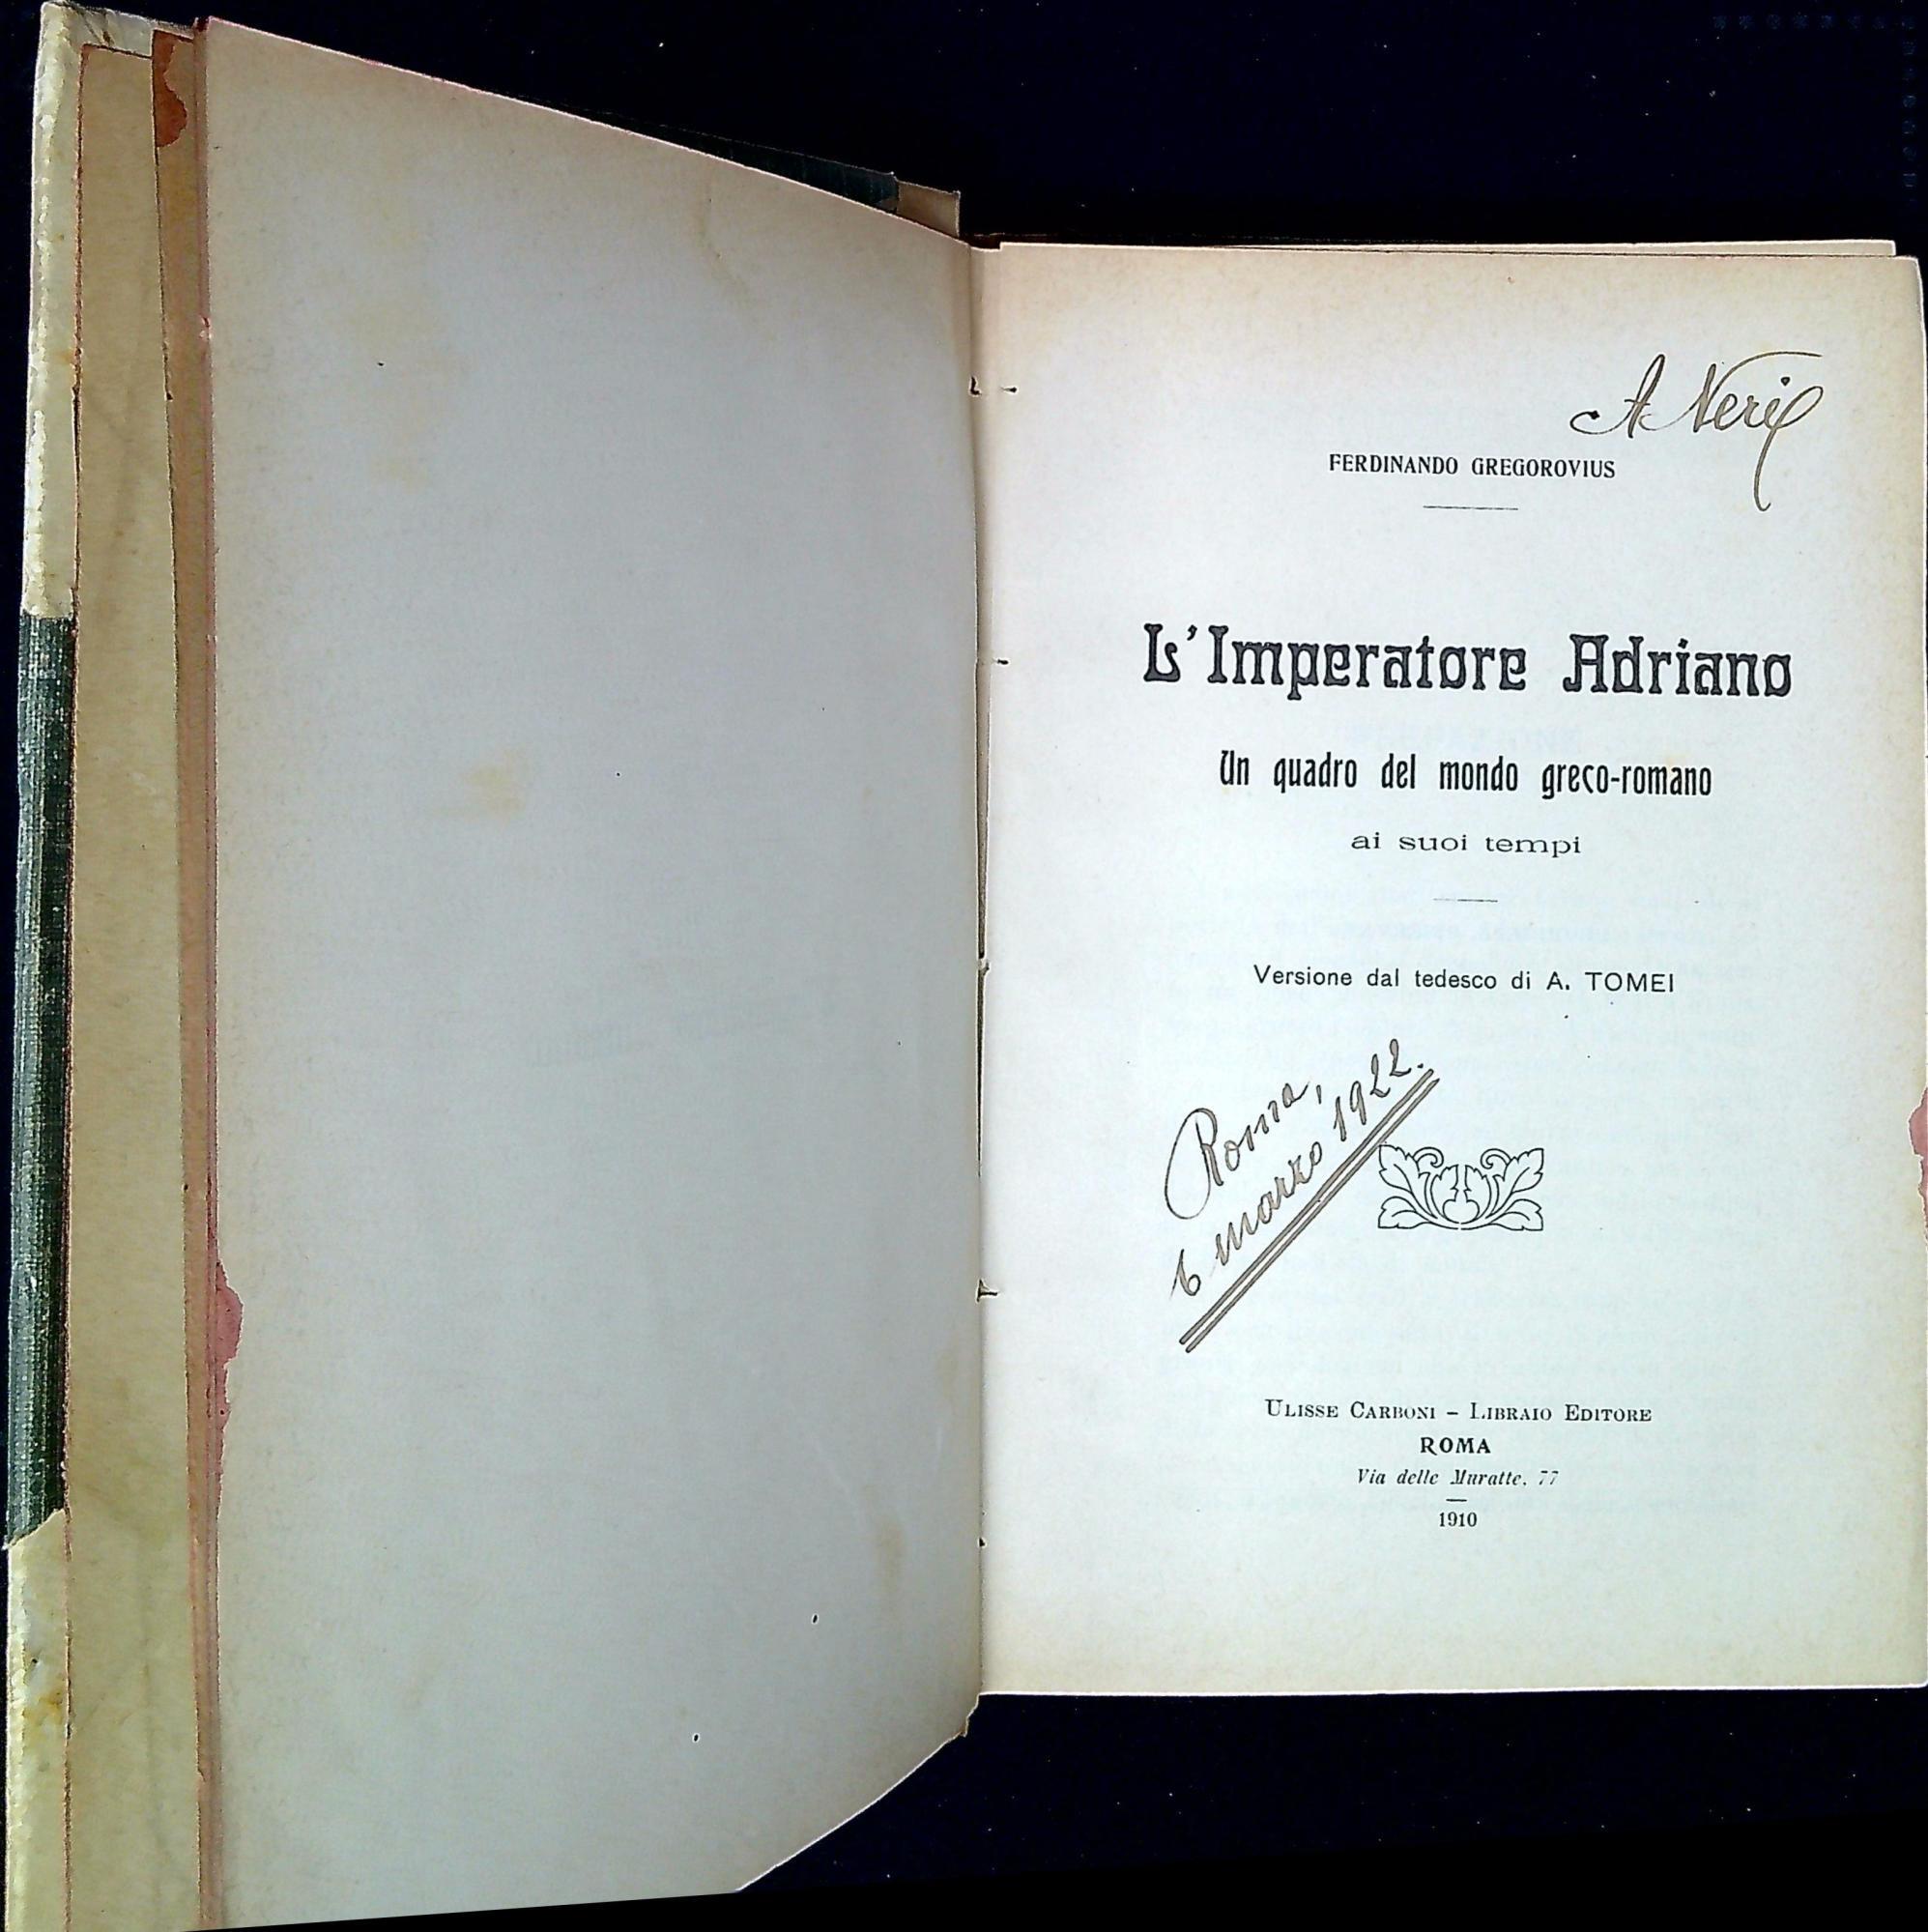 A Neri
FERDINANDO GREGOROVIUS
L'Imperatore Adriano
Un quadro del mondo greco-romano
ai suoi tempi
Versione dal tedesco di A. TOMEI
Roma,
6 marzo 1922.
ULISSE CARBONI – LIBRAIO EDITORE
ROMA
Via delle Muratte, 77
1910